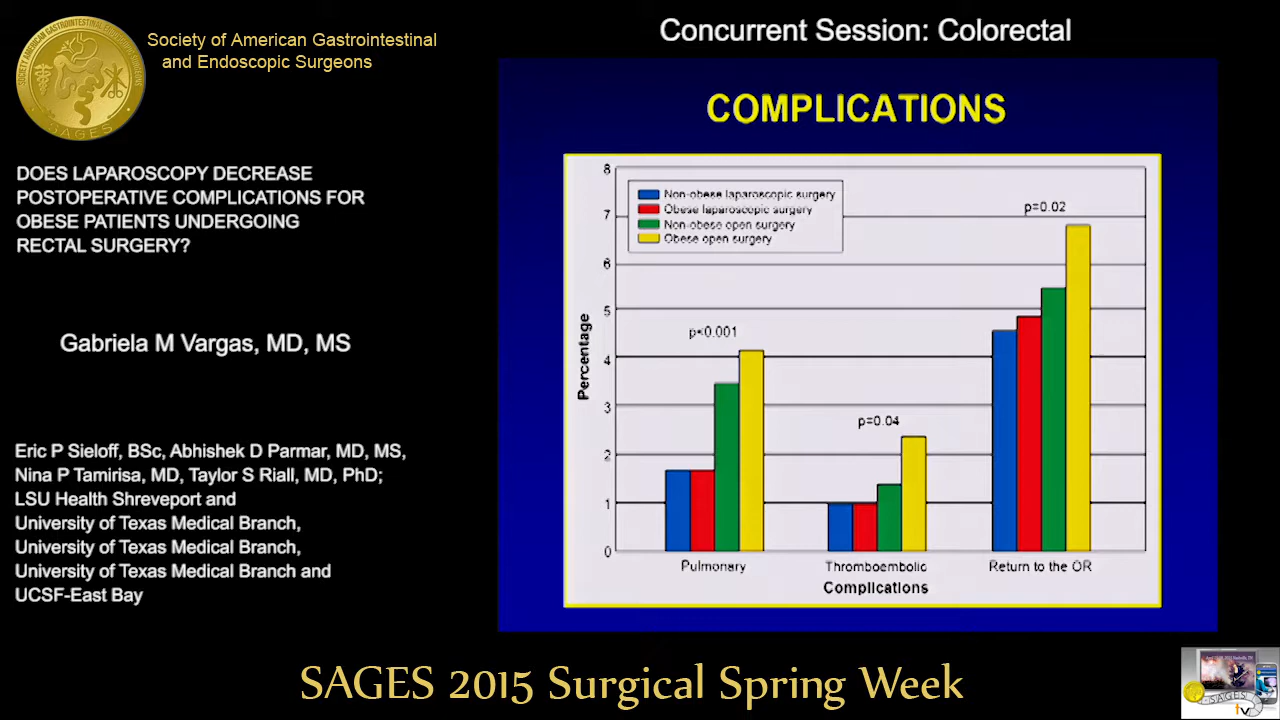 Society of American Gastrointestinal
and Endoscopic Surgeons
SAGES
DOES LAPAROSCOPY DECREASE
POSTOPERATIVE COMPLICATIONS FOR
OBESE PATIENTS UNDERGOING
RECTAL SURGERY?
Gabriela M Vargas, MD, MS
Eric P Sieloff, BSc, Abhishek D Parmar, MD, MS,
Nina P Tamirisa, MD, Taylor S Riall, MD, PhD;
LSU Health Shreveport and
University of Texas Medical Branch,
University of Texas Medical Branch,
University of Texas Medical Branch and
UCSF-East Bay
Concurrent Session: Colorectal
COMPLICATIONS
Non-obese laparoscopic surgery
Obese laparoscopic surgery
Non-obese open surgery
Obese open surgery
Percentage
8
7
6
5
4
3
2
1
0
p<0.001
p=0.04
p=0.02
Pulmonary
Thromboembolic
Return to the OR
Complications
SAGES 2015 Surgical Spring Week
SAGES
tv